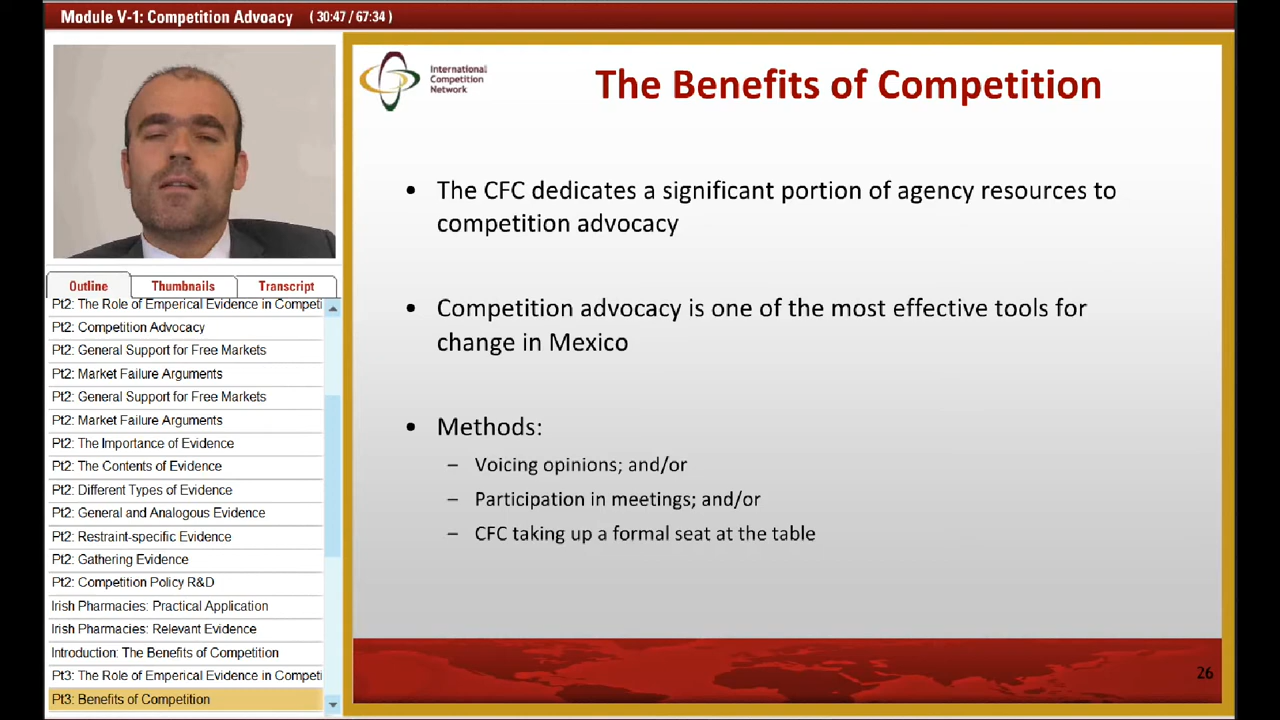 Module V-1: Competition Advoacy ( 30:47 / 67:34 )
International
Competition
Network
The Benefits of Competition
• The CFC dedicates a significant portion of agency resources to
competition advocacy
• Competition advocacy is one of the most effective tools for
change in Mexico
• Methods:
– Voicing opinions; and/or
– Participation in meetings; and/or
– CFC taking up a formal seat at the table
26
Outline Thumbnails Transcript
Pt2: The Role of Emperical Evidence in Competi
Pt2: Competition Advocacy
Pt2: General Support for Free Markets
Pt2: Market Failure Arguments
Pt2: General Support for Free Markets
Pt2: Market Failure Arguments
Pt2: The Importance of Evidence
Pt2: The Contents of Evidence
Pt2: Different Types of Evidence
Pt2: General and Analogous Evidence
Pt2: Restraint-specific Evidence
Pt2: Gathering Evidence
Pt2: Competition Policy R&D
Irish Pharmacies: Practical Application
Irish Pharmacies: Relevant Evidence
Introduction: The Benefits of Competition
Pt3: The Role of Emperical Evidence in Competi
Pt3: Benefits of Competition